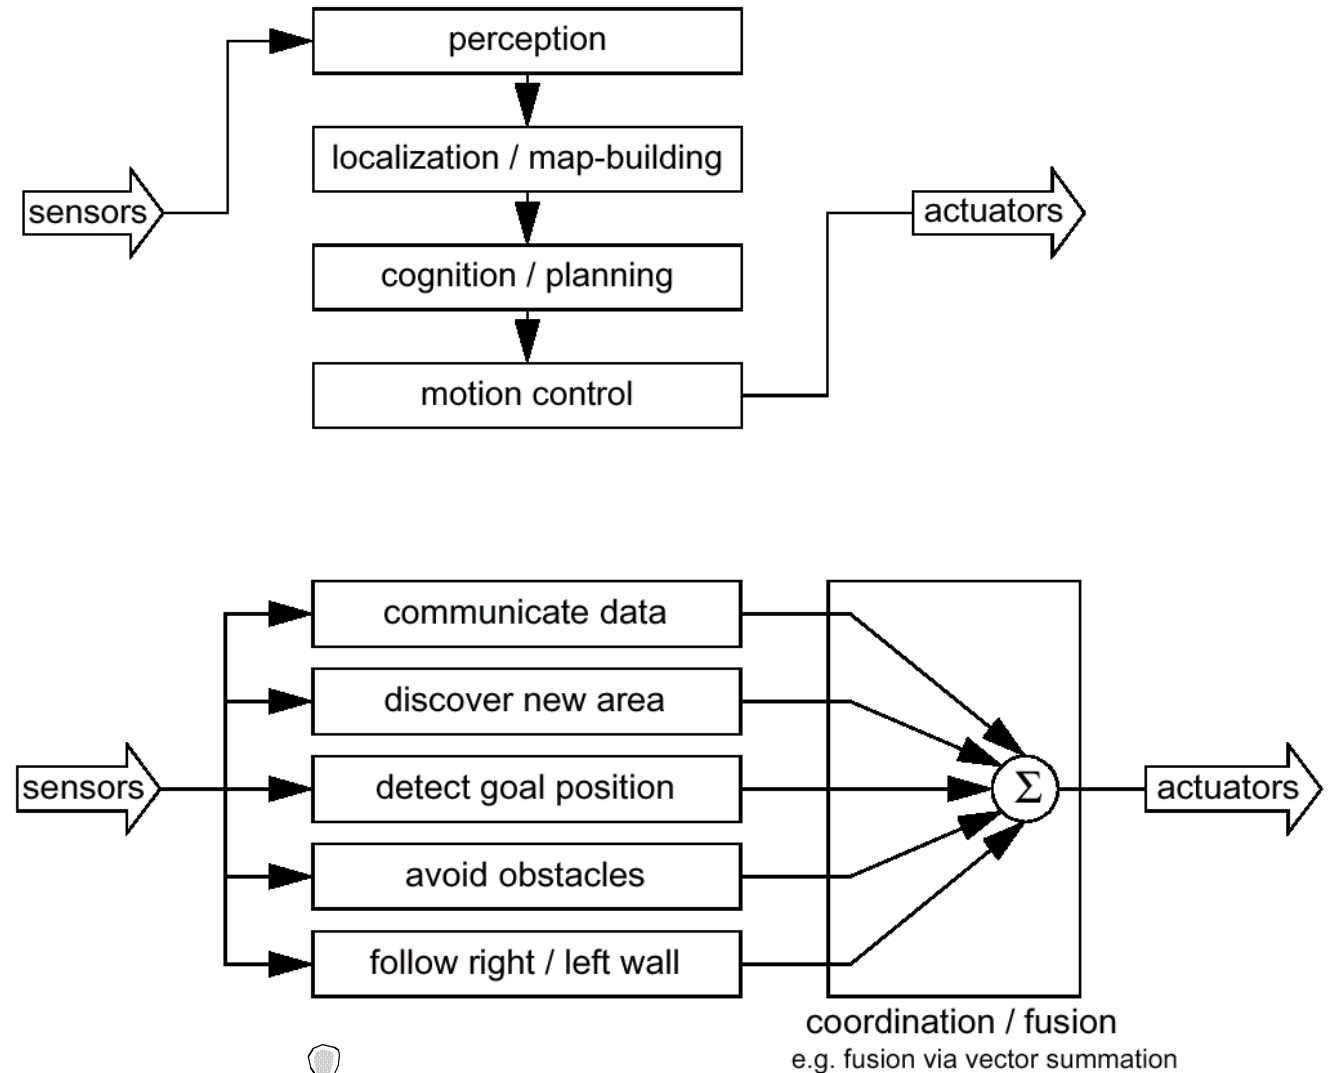 perception
localization / map-building
sensors
actuators
cognition / planning
motion control
communicate data
discover new area
sensors
detect goal position
Σ
actuators
avoid obstacles
follow right / left wall
coordination / fusion
e.g. fusion via vector summation